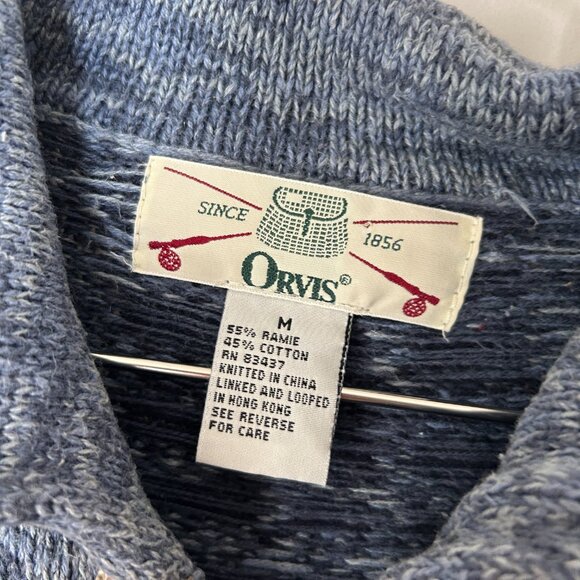 SINCE 1856
ORVIS®
M
55% RAMIE
45% COTTON
RN 83437
KNITTED IN CHINA
LINKED AND LOOPED
IN HONG KONG
SEE REVERSE
FOR CARE